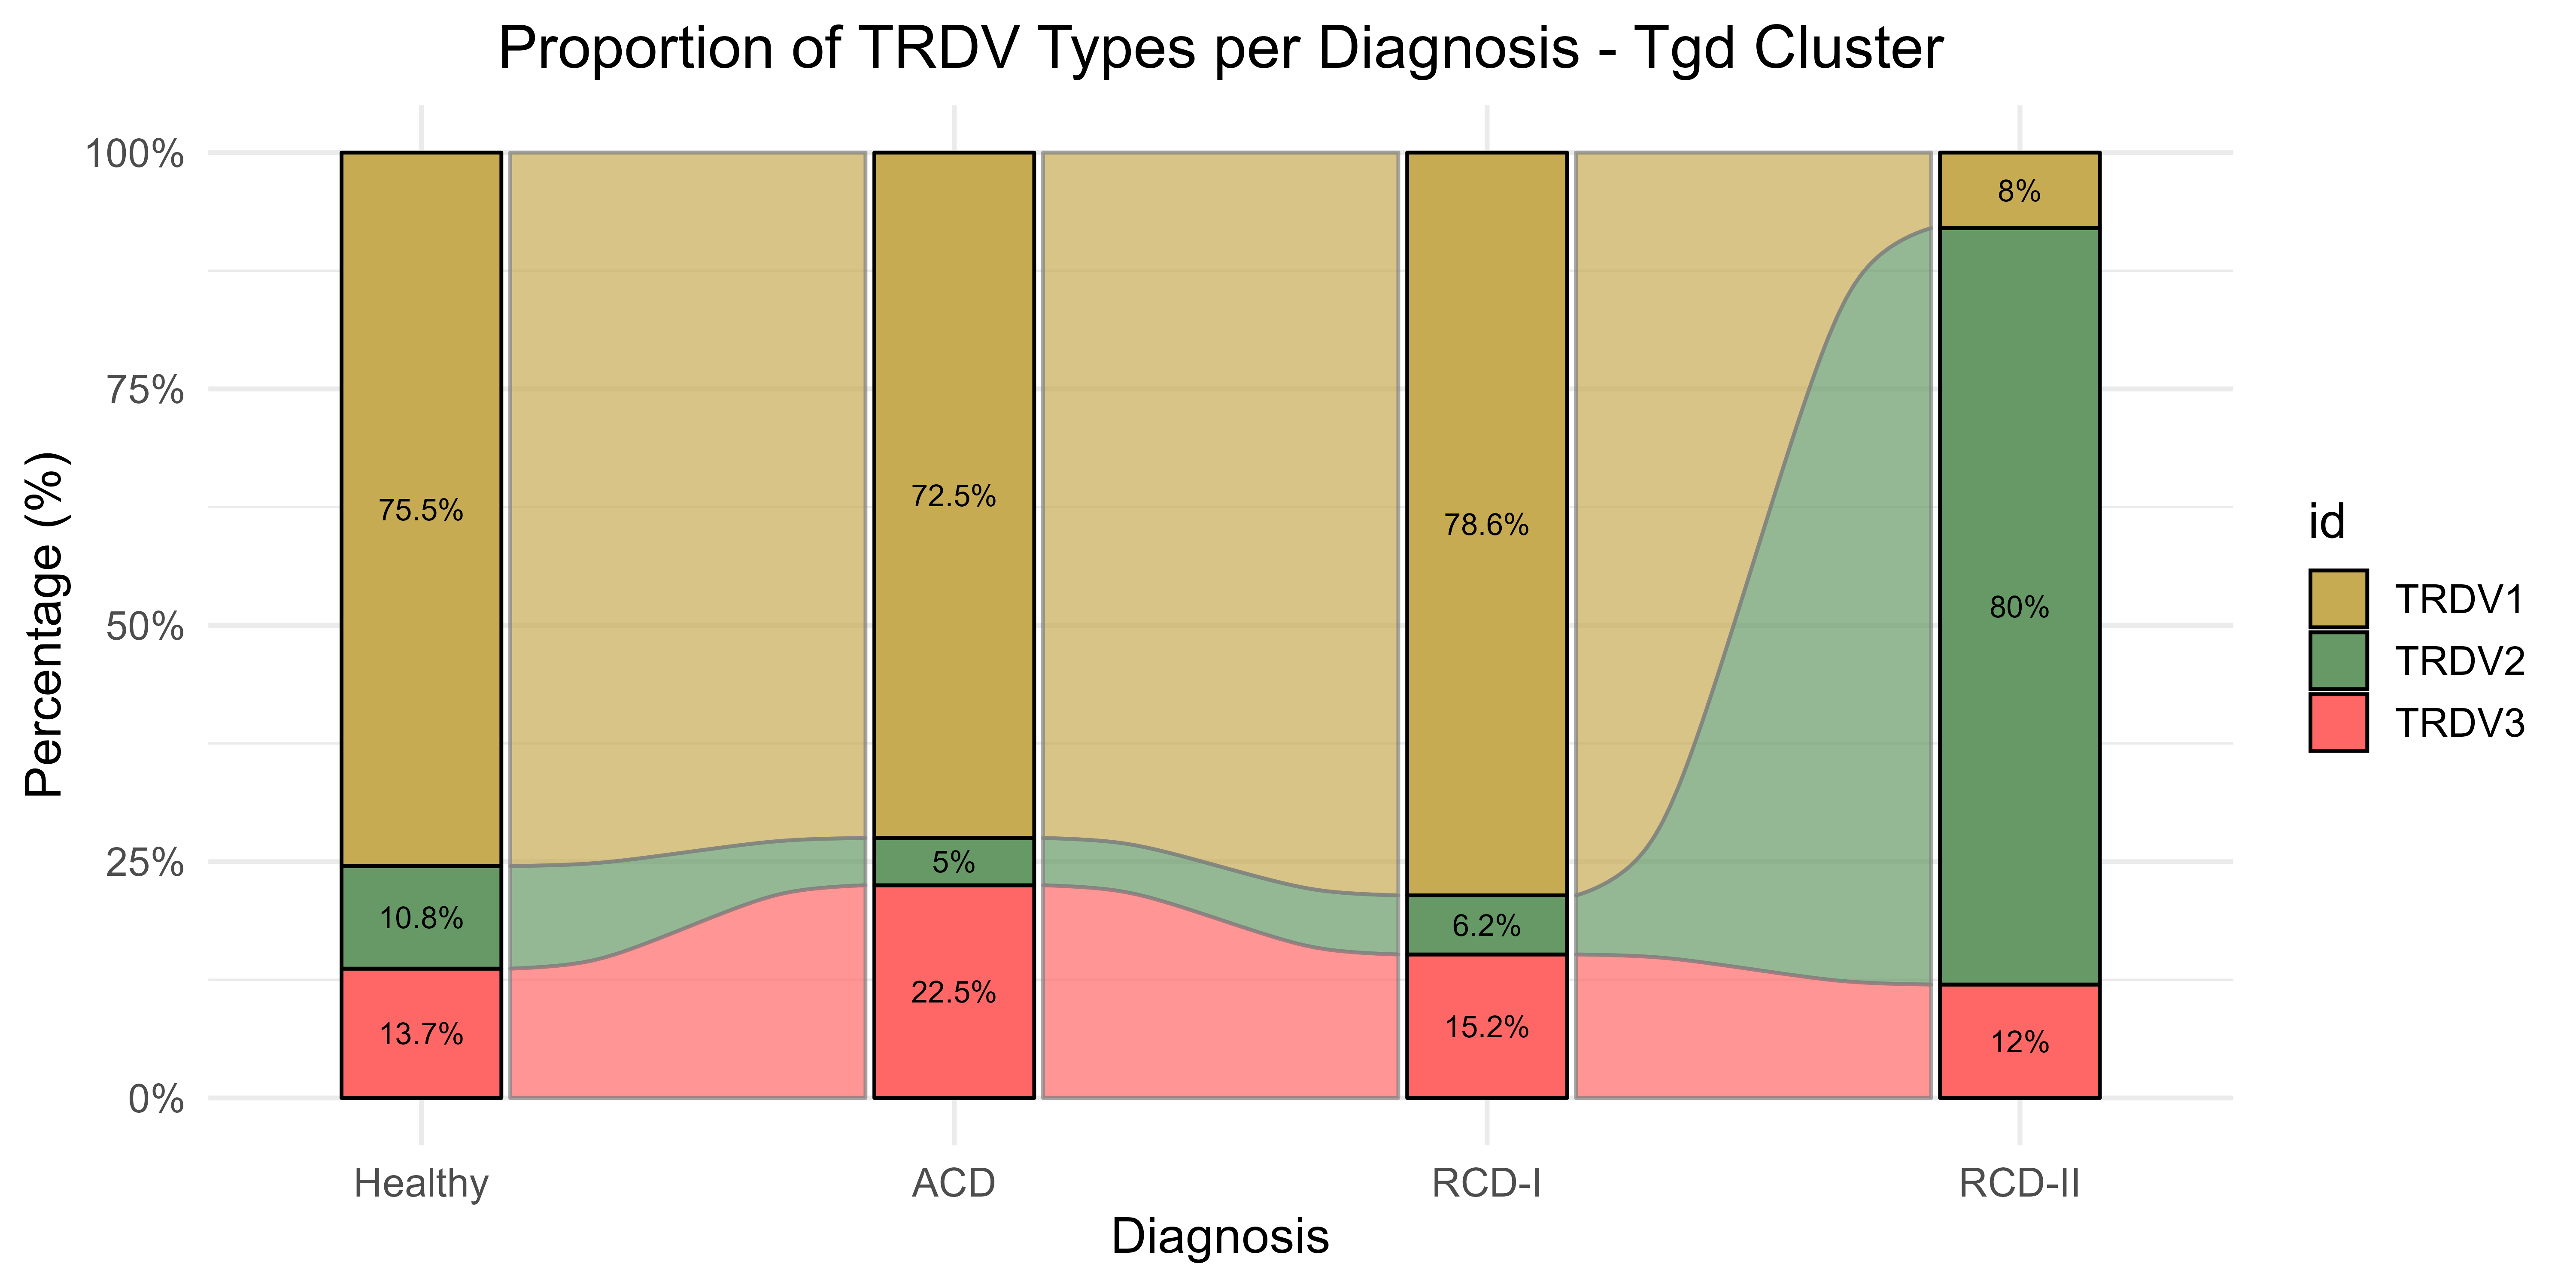 Proportion of TRDV Types per Diagnosis - Tgd Cluster
Percentage (%)
100%
75%
50%
25%
0%
75.5%
10.8%
13.7%
72.5%
5%
22.5%
78.6%
6.2%
15.2%
8%
80%
12%
Healthy
ACD
RCD-I
RCD-II
Diagnosis
id
TRDV1
TRDV2
TRDV3